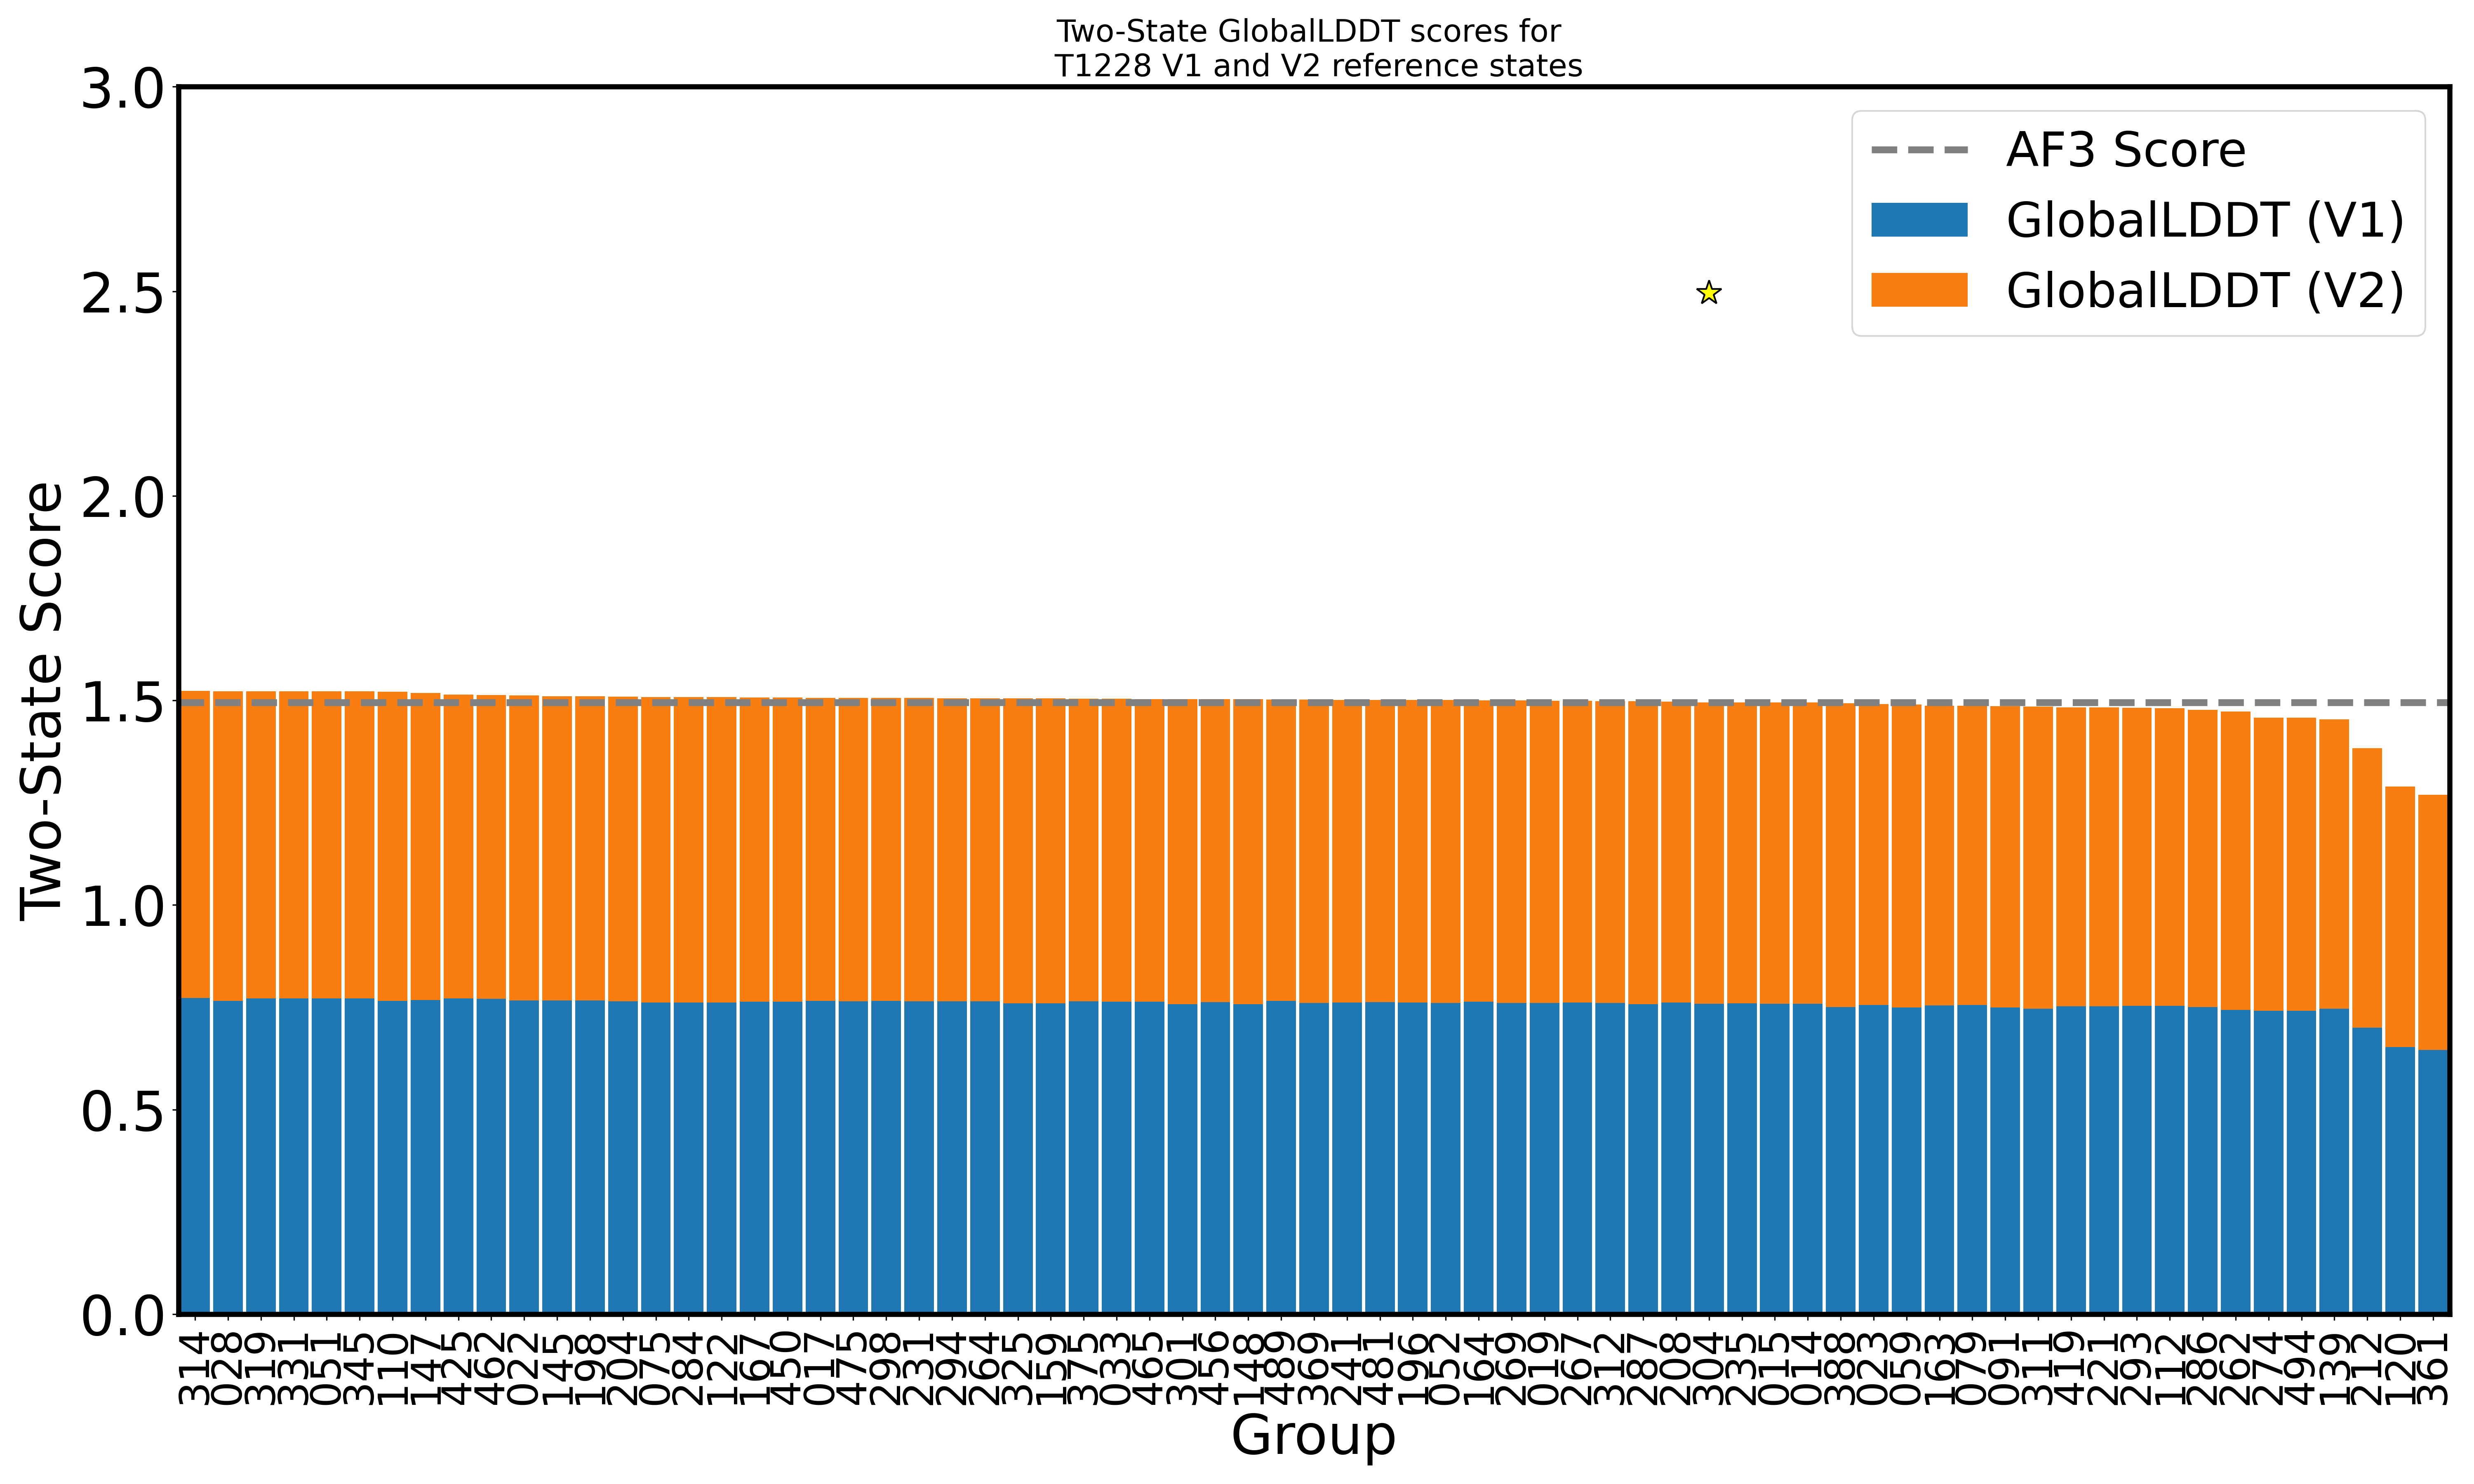 Two-State GlobalLDDT scores for
T1228 V1 and V2 reference states
3.0
2.5
2.0
1.5
1.0
0.5
0.0
Two-State Score
AF3 Score
GlobalLDDT (V1)
GlobalLDDT (V2)
314 028 319 331 051 345 110 147 425 462 022 145 198 204 075 284 122 167 450 017 475 298 231 294 264 325 159 375 033 465 301 456 148 489 369 241 481 196 052 164 269 019 267 312 287 208 304 235 015 014 388 023 059 163 079 091 311 419 221 293 112 286 262 274 494 139 212 120 361
Group